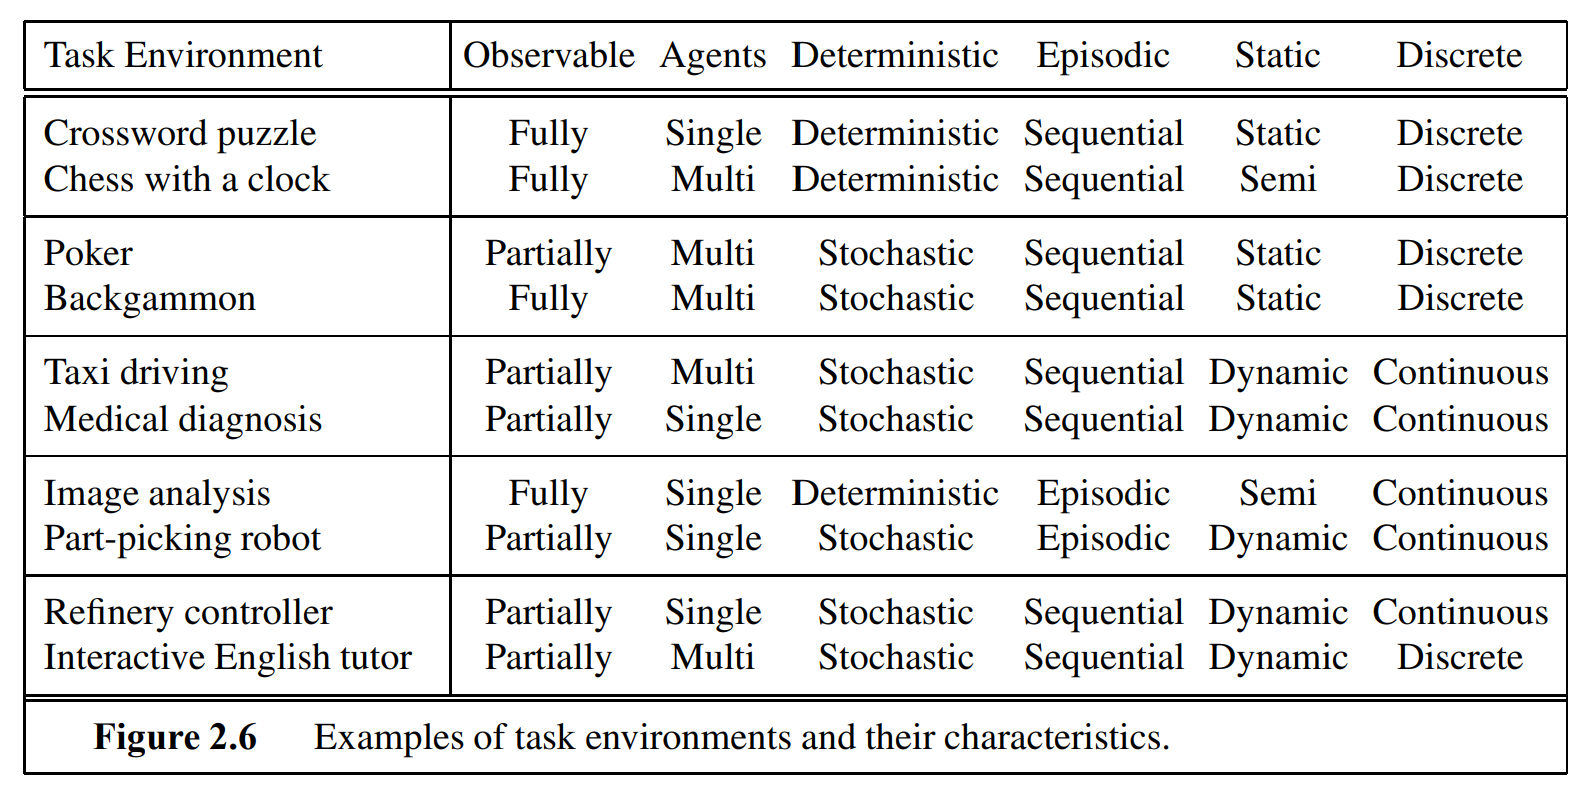 Task Environment Observable Agents Deterministic Episodic Static Discrete
Crossword puzzle Fully Single Deterministic Sequential Static Discrete
Chess with a clock Fully Multi Deterministic Sequential Semi Discrete
Poker Partially Multi Stochastic Sequential Static Discrete
Backgammon Fully Multi Stochastic Sequential Static Discrete
Taxi driving Partially Multi Stochastic Sequential Dynamic Continuous
Medical diagnosis Partially Single Stochastic Sequential Dynamic Continuous
Image analysis Fully Single Deterministic Episodic Semi Continuous
Part-picking robot Partially Single Stochastic Episodic Dynamic Continuous
Refinery controller Partially Single Stochastic Sequential Dynamic Continuous
Interactive English tutor Partially Multi Stochastic Sequential Dynamic Discrete
Figure 2.6 Examples of task environments and their characteristics.